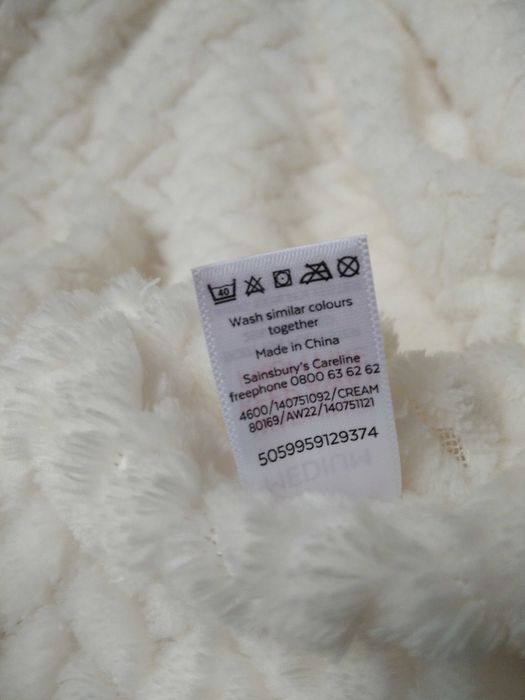 40
Wash similar colours
together
Made in China
Sainsbury's Careline
freephone 0800 63 62 62
4600/140751092/CREAM
80169/AW22/140751121
5059959129374
MEDIUM